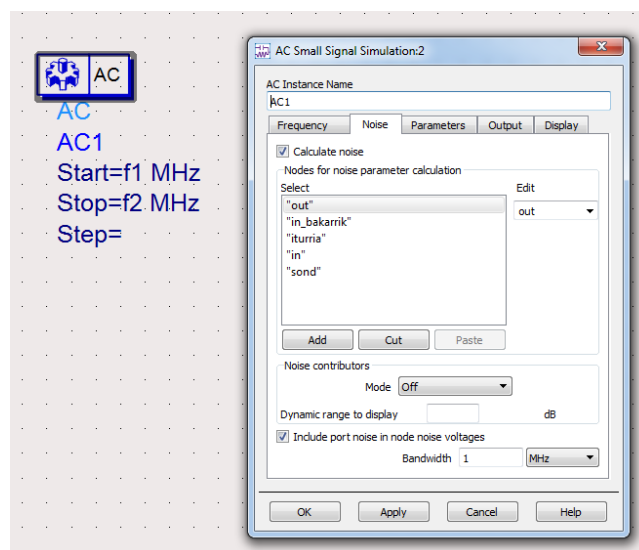 AC
AC
AC1
Start=f1 MHz
Stop=f2 MHz
Step=
AC Small Signal Simulation:2
AC Instance Name
AC1
Frequency Noise Parameters Output Display
Calculate noise
Nodes for noise parameter calculation
Select Edit
"out" out
"in_bakarrik"
"iturria"
"in"
"sond"
Add Cut Paste
Noise contributors
Mode Off
Dynamic range to display dB
Include port noise in node noise voltages
Bandwidth 1 MHz
OK Apply Cancel Help